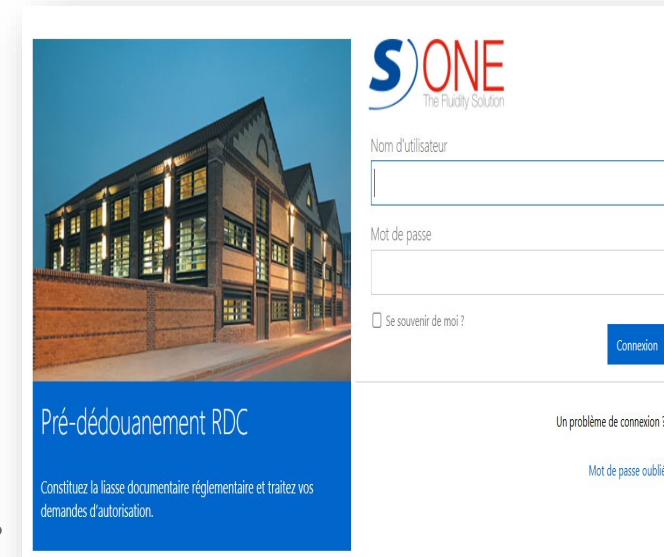 S)ONE
The Fluidity Solution
Nom d'utilisateur
Mot de passe
Se souvenir de moi ?
Connexion
Un problème de connexion ?
Mot de passe oublié
Pré-dédouanement RDC
Constituez la liasse documentaire réglementaire et traitez vos
demandes d'autorisation.